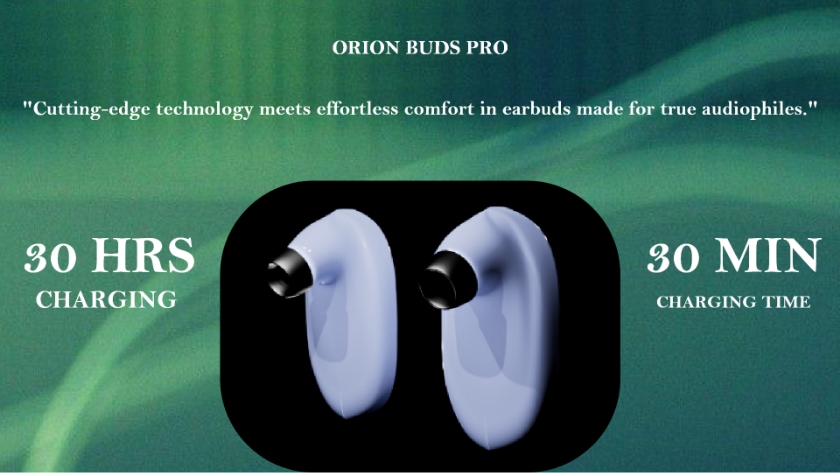 ORION BUDS PRO
"Cutting-edge technology meets effortless comfort in earbuds made for true audiophiles."
30 HRS
CHARGING
30 MIN
CHARGING TIME